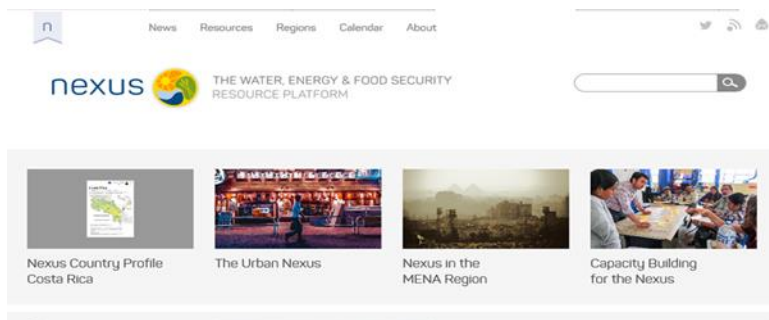 n
News Resources Regions Calendar About
nexus
THE WATER, ENERGY & FOOD SECURITY
RESOURCE PLATFORM
Nexus Country Profile
Costa Rica
The Urban Nexus
Nexus in the
MENA Region
Capacity Building
for the Nexus